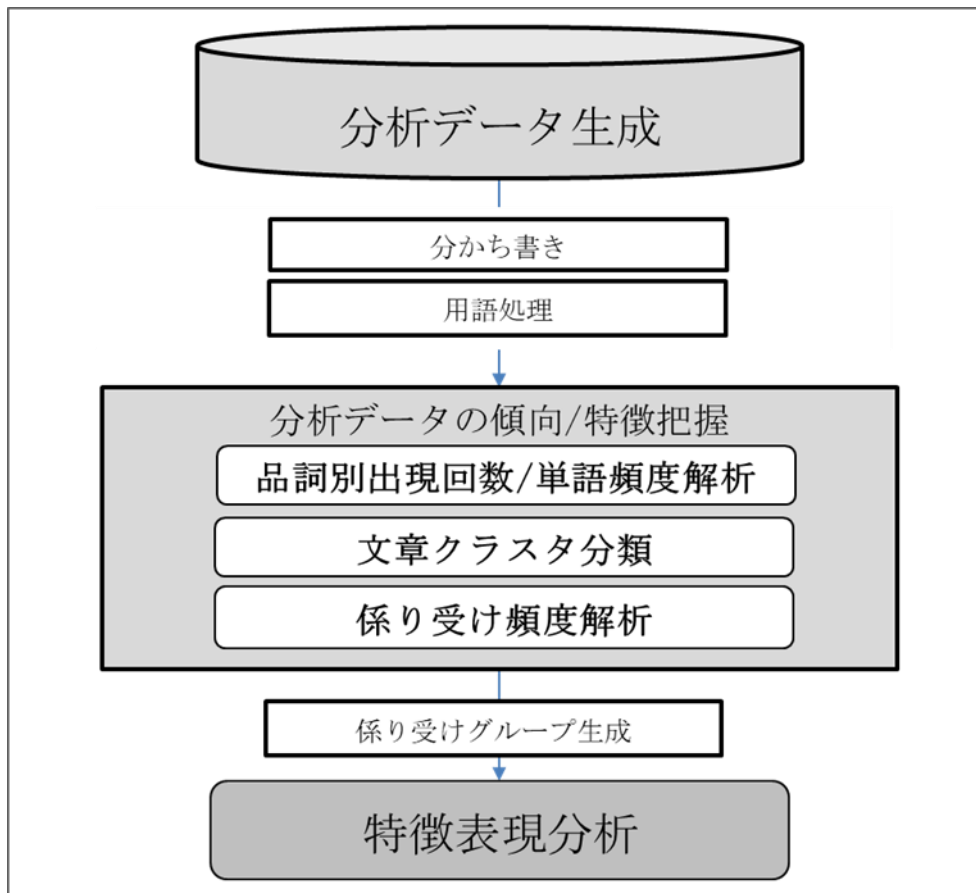 分析データ生成
分かち書き
用語処理
分析データの傾向/特徴把握
品詞別出現回数/単語頻度解析
文章クラスタ分類
係り受け頻度解析
係り受けグループ生成
特徴表現分析